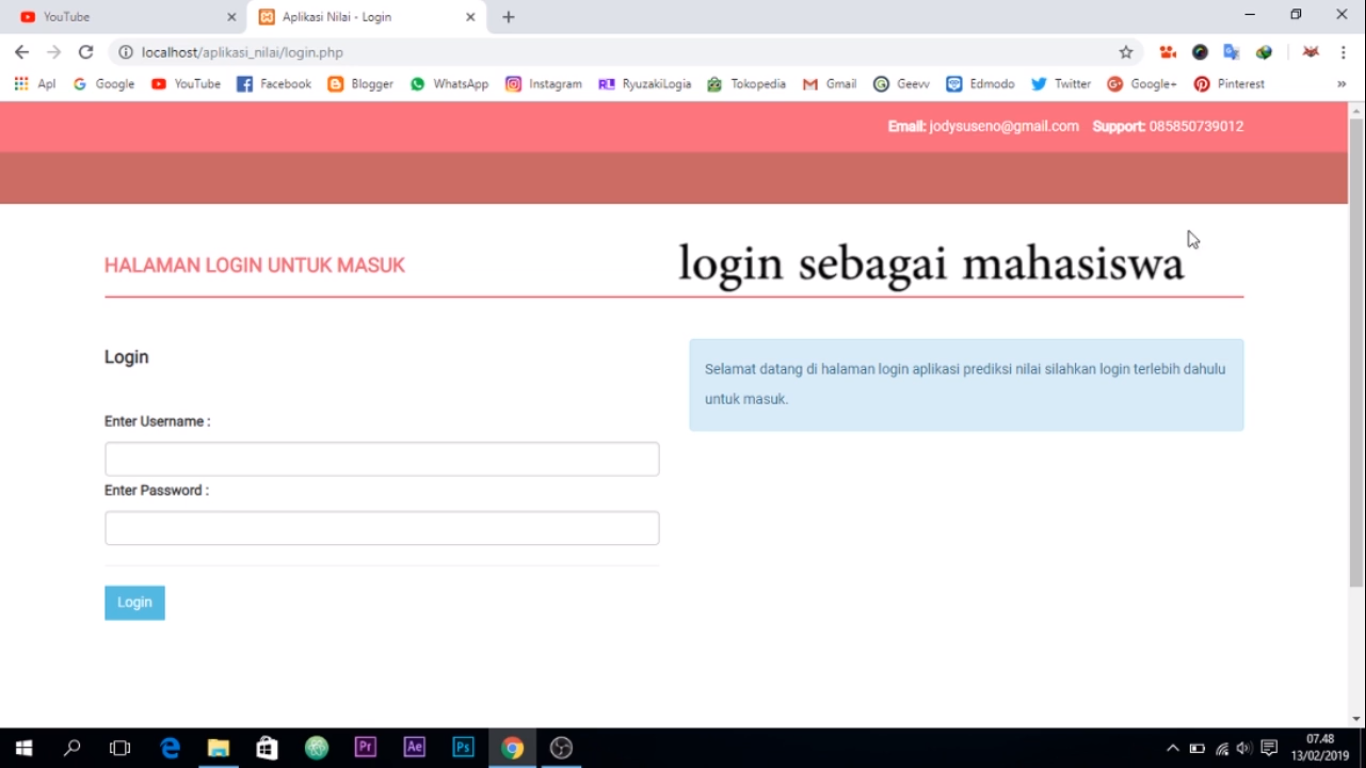 YouTube
Aplikasi Nilai - Login
localhost/aplikasi_nilai/login.php
Apl Google YouTube Facebook Blogger WhatsApp Instagram RyuzakiLogia Tokopedia Gmail Geevv Edmodo Twitter Google+ Pinterest »
Email: jodysuseno@gmail.com Support: 085850739012
HALAMAN LOGIN UNTUK MASUK
login sebagai mahasiswa
Login
Enter Username :
Enter Password :
Login
Selamat datang di halaman login aplikasi prediksi nilai silahkan login terlebih dahulu
untuk masuk.
Pr Ae Ps
07.48
13/02/2019